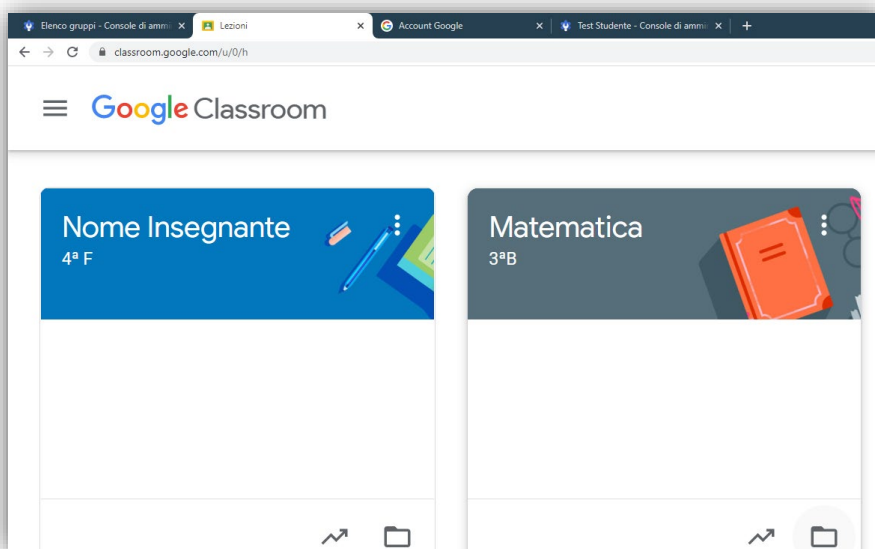 Elenco gruppi - Console di ammi
Lezioni
Account Google
Test Studente - Console di ammi
classroom.google.com/u/0/h
Google Classroom
Nome Insegnante
4ª F
Matematica
3ªB